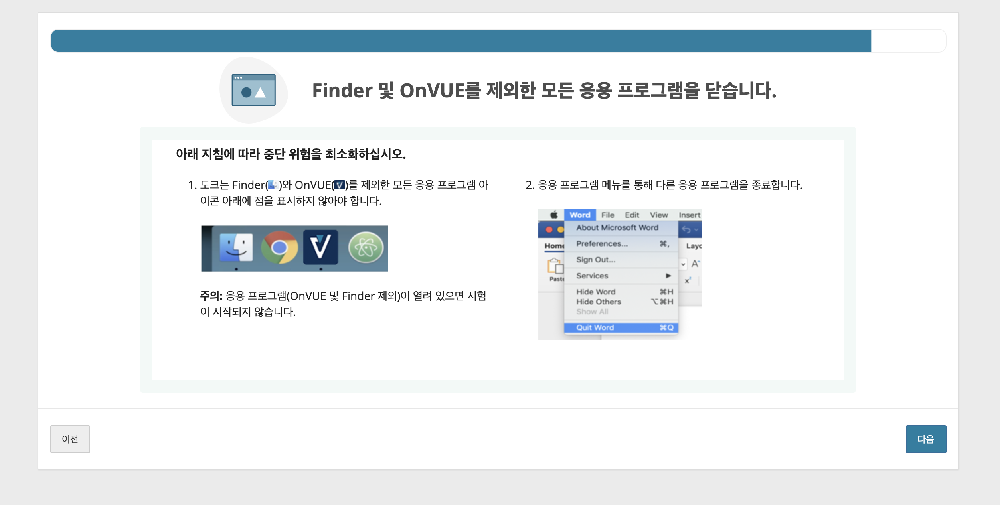 Finder 및 OnVUE를 제외한 모든 응용 프로그램을 닫습니다.
아래 지침에 따라 중단 위험을 최소화하십시오.
1. 도크는 Finder()와 OnVUE()를 제외한 모든 응용 프로그램 아
이콘 아래에 점을 표시하지 않아야 합니다.
주의: 응용 프로그램(OnVUE 및 Finder 제외)이 열려 있으면 시험
이 시작되지 않습니다.
2. 응용 프로그램 메뉴를 통해 다른 응용 프로그램을 종료합니다.
Word File Edit View Insert
About Microsoft Word
Home
Preferences... ⌘,
Layo
Sign Out...
A^
Services ▶
Paste
x²
Hide Word ⌘H
Hide Others ⌥⌘H
Show All
Quit Word ⌘Q
이전
다음